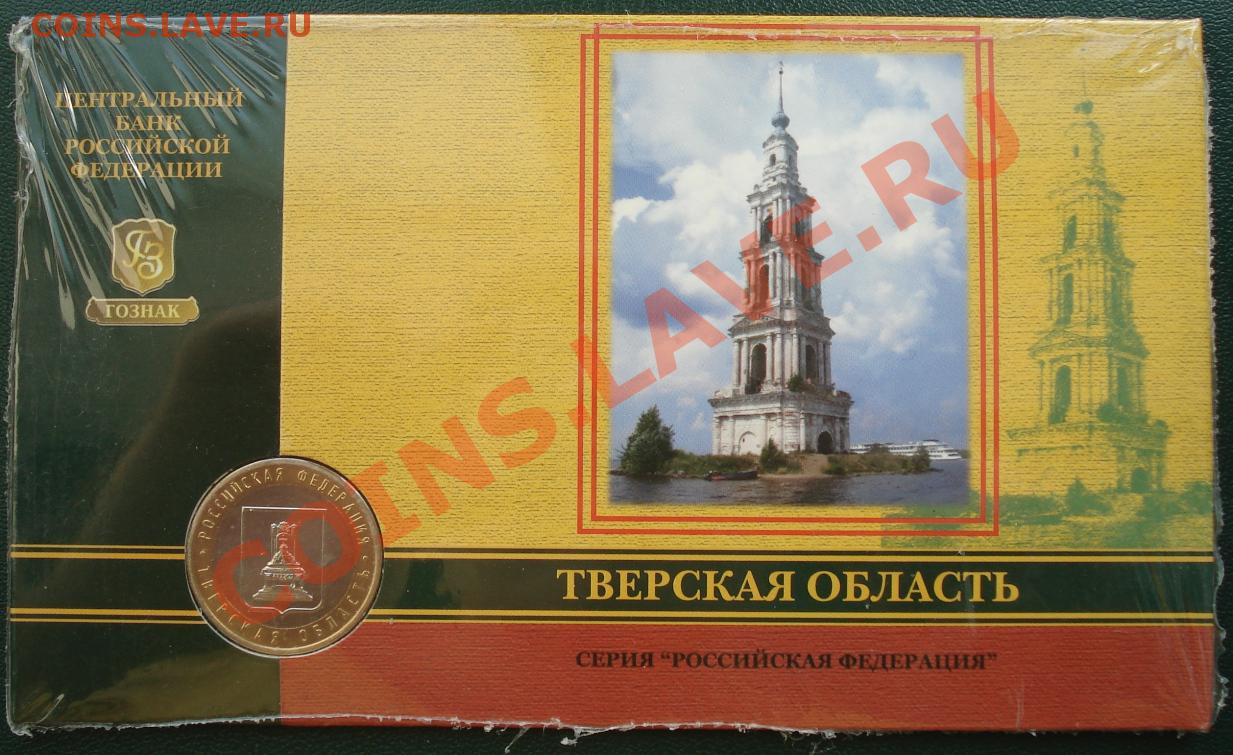 COINS.LAVE.RU
ЦЕНТРАЛЬНЫЙ
БАНК
РОССИЙСКОЙ
ФЕДЕРАЦИИ
ГОЗНАК
COINS.LAVE.RU
РОССИЙСКАЯ ФЕДЕРАЦИЯ
ТВЕРСКАЯ ОБЛАСТЬ
ТВЕРСКАЯ ОБЛАСТЬ
СЕРИЯ "РОССИЙСКАЯ ФЕДЕРАЦИЯ"